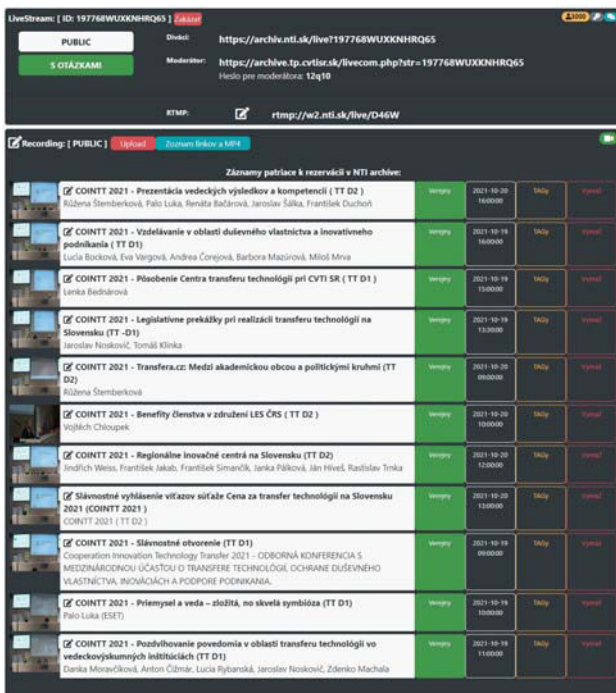 LiveStream: [ ID: 197768WUXKNHRQ65 ] Zakázať
3000
PUBLIC
S OTÁZKAMI
Diváci: https://archiv.nti.sk/live?197768WUXKNHRQ65
Moderátor: https://archive.tp.cvtisr.sk/livecom.php?str=197768WUXKNHRQ65
Heslo pre moderátora: 12q10
RTMP: rtmp://w2.nti.sk/live/D46W
Recording: [ PUBLIC ] Upload Zoznam linkov a MP4
Záznamy patriace k rezervácii v NTI archive:
COINTT 2021 - Prezentácia vedeckých výsledkov a kompetencií ( TT D2 )
Růžena Štemberková, Palo Luka, Renáta Bačárová, Jaroslav Šálka, František Duchoň
Verejny 2021-10-20 TAGy Vymaž
16:00:00
COINTT 2021 - Vzdelávanie v oblasti duševného vlastníctva a inovatívneho
podnikania ( TT D1)
Lucia Bocková, Eva Vargová, Andrea Čorejová, Barbora Mazúrová, Miloš Mrva
Verejny 2021-10-19 TAGy Vymaž
16:00:00
COINTT 2021 - Pôsobenie Centra transferu technológií pri CVTI SR ( TT D1 )
Lenka Bednárová
Verejny 2021-10-19 TAGy Vymaž
15:00:00
COINTT 2021 - Legislatívne prekážky pri realizácii transferu technológií na
Slovensku (TT -D1)
Jaroslav Noskovič, Tomáš Klinka
Verejny 2021-10-19 TAGy Vymaž
13:30:00
COINTT 2021 - Transfera.cz: Medzi akademickou obcou a politickými kruhmi (TT
D2)
Růžena Štemberková
Verejny 2021-10-20 TAGy Vymaž
09:00:00
COINTT 2021 - Benefity členstva v združení LES ČRS ( TT D2 )
Vojtěch Chloupek
Verejny 2021-10-20 TAGy Vymaž
10:00:00
COINTT 2021 - Regionálne inovačné centrá na Slovensku (TT D2)
Jindřich Weiss, František Jakab, František Simančík, Janka Pálková, Ján Hiveš, Rastislav Trnka
Verejny 2021-10-20 TAGy Vymaž
12:00:00
Slávnostné vyhlásenie víťazov súťaže Cena za transfer technológií na Slovensku
2021 (COINTT 2021 )
COINTT 2021 ( TT D2 )
Verejny 2021-10-20 TAGy Vymaž
13:00:00
COINTT 2021 - Slávnostné otvorenie (TT D1)
Cooperation Innovation Technology Transfer 2021 - ODBORNÁ KONFERENCIA S
MEDZINÁRODNOU ÚČASŤOU O TRANSFERE TECHNOLÓGIÍ, OCHRANE DUŠEVNÉHO
VLASTNÍCTVA, INOVÁCIÁCH A PODPORE PODNIKANIA.
Verejny 2021-10-19 TAGy Vymaž
09:00:00
COINTT 2021 - Priemysel a veda – zložitá, no skvelá symbióza (TT D1)
Palo Luka (ESET)
Verejny 2021-10-19 TAGy Vymaž
10:00:00
COINTT 2021 - Pozdvihovanie povedomia v oblasti transferu technológií vo
vedeckovýskumných inštitúciách (TT D1)
Danka Moravčíková, Anton Čižmár, Lucia Rybanská, Jaroslav Noskovič, Zdenko Machala
Verejny 2021-10-19 TAGy Vymaž
11:00:00